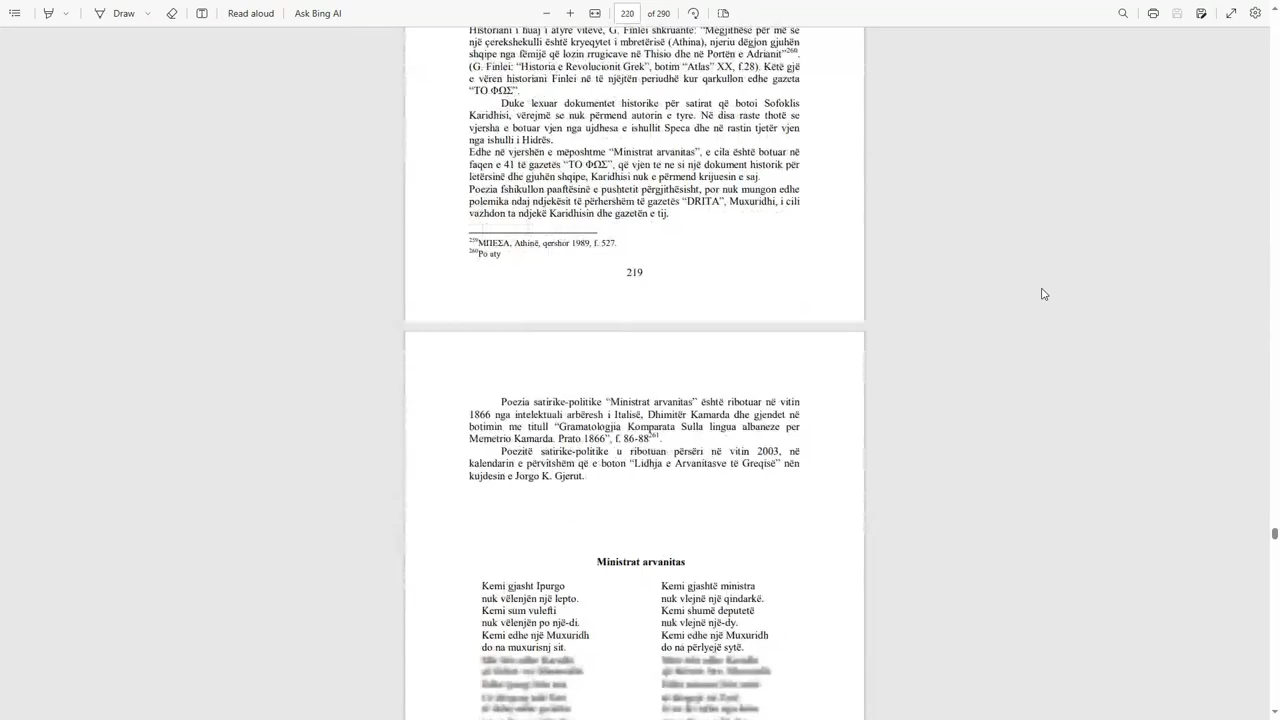 Draw
Read aloud
Ask Bing AI
220
of 290
Historiani i huaj i atyre viteve, G. Finlei shkruante: “Megjithëse për më se
një çerekshekulli është kryeqytet i mbretërisë (Athina), njeriu dëgjon gjuhën
shqipe nga fëmijë që lozin rrugicave në Thisio dhe në Portën e Adrianit”260.
(G. Finlei: “Historia e Revolucionit Grek”, botim “Atlas” XX, f.28). Këtë gjë
e vëren historiani Finlei në të njëjtën periudhë kur qarkullon edhe gazeta
“ΤΟ ΦΩΣ”.
Duke lexuar dokumentet historike për satirat që botoi Sofoklis
Karidhisi, vërejmë se nuk përmend autorin e tyre. Në disa raste thotë se
vjersha e botuar vjen nga ujdhesa e ishullit Speca dhe në rastin tjetër vjen
nga ishulli i Hidrës.
Edhe në vjershën e mëposhtme “Ministrat arvanitas”, e cila është botuar në
faqen e 41 të gazetës “ΤΟ ΦΩΣ”, që vjen te ne si një dokument historik për
letërsinë dhe gjuhën shqipe, Karidhisi nuk e përmend krijuesin e saj.
Poezia fshikullon paaftësinë e pushtetit përgjithësisht, por nuk mungon edhe
polemika ndaj ndjekësit të përhershëm të gazetës “DRITA”, Muxuridhi, i cili
vazhdon ta ndjekë Karidhisin dhe gazetën e tij.
259ΜΠΕΣΑ, Athinë, qershor 1989, f. 527.
260Po aty
219
Poezia satirike-politike “Ministrat arvanitas” është ribotuar në vitin
1866 nga intelektuali arbëresh i Italisë, Dhimitër Kamarda dhe gjendet në
botimin me titull “Gramatologjia Komparata Sulla lingua albaneze per
Memetrio Kamarda. Prato 1866”, f. 86-88261.
Poezitë satirike-politike u ribotuan përsëri në vitin 2003, në
kalendarin e përvitshëm që e boton “Lidhja e Arvanitasve të Greqisë” nën
kujdesin e Jorgo K. Gjerut.
Ministrat arvanitas
Kemi gjasht Ipurgo
nuk vëlenjën një lepto.
Kemi sum vulefti
nuk vëlenjën po një-di.
Kemi edhe një Muxuridh
do na muxurisnj sit.
Kemi gjashtë ministra
nuk vlejnë një qindarkë.
Kemi shumë deputetë
nuk vlejnë një-dy.
Kemi edhe një Muxuridh
do na përlyejë sytë.